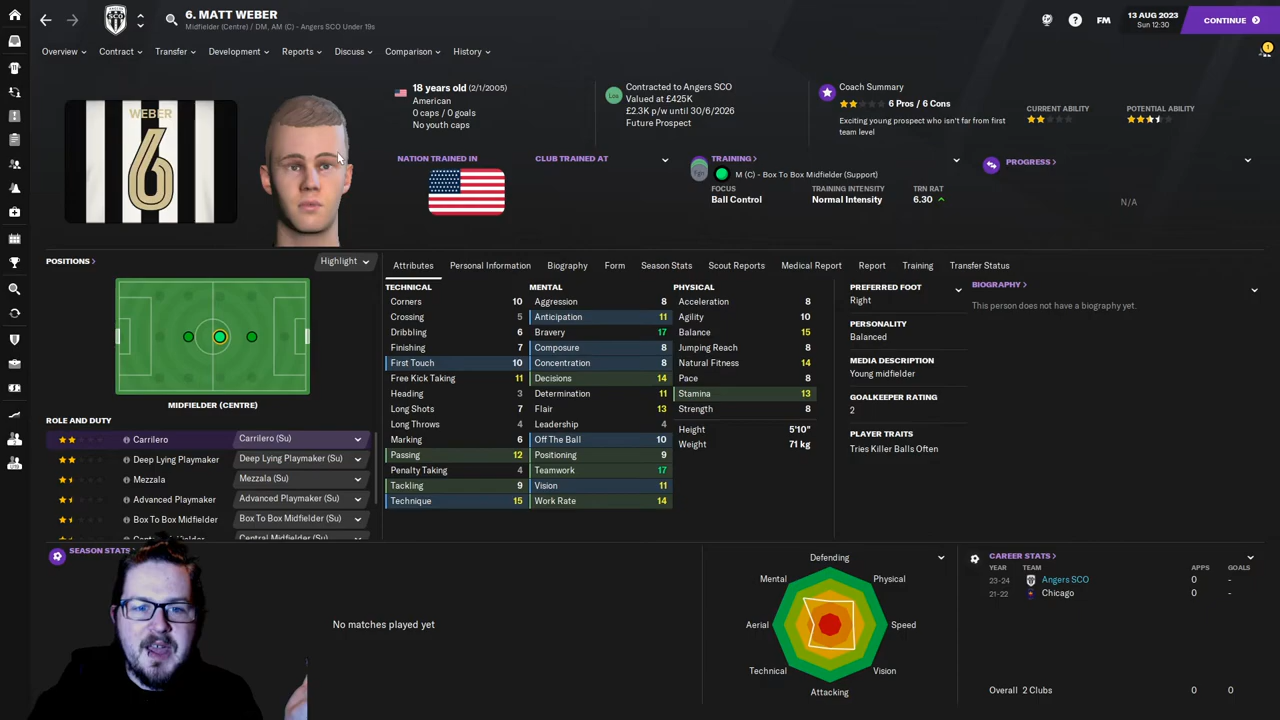 6. MATT WEBER
Midfielder (Centre) / DM, AM (C) - Angers SCO Under 19s
FM
13 AUG 2023
Sun 12:30
CONTINUE
Overview
Contract
Transfer
Development
Reports
Discuss
Comparison
History
1
WEBER
6
18 years old (2/1/2005)
American
0 caps / 0 goals
No youth caps
Loa
Contracted to Angers SCO
Valued at £425K
£2.3K p/w until 30/6/2026
Future Prospect
Coach Summary
6 Pros / 6 Cons
Exciting young prospect who isn't far from first
team level
CURRENT ABILITY
POTENTIAL ABILITY
NATION TRAINED IN
CLUB TRAINED AT
TRAINING
M (C) - Box To Box Midfielder (Support)
FOCUS
Ball Control
TRAINING INTENSITY
Normal Intensity
TRN RAT
6.30
PROGRESS
N/A
POSITIONS
Highlight
MIDFIELDER (CENTRE)
ROLE AND DUTY
Carrilero Carrilero (Su)
Deep Lying Playmaker Deep Lying Playmaker (Su)
Mezzala Mezzala (Su)
Advanced Playmaker Advanced Playmaker (Su)
Box To Box Midfielder Box To Box Midfielder (Su)
Central Midfielder (Su)
Attributes
Personal Information
Biography
Form
Season Stats
Scout Reports
Medical Report
Report
Training
Transfer Status
TECHNICAL
Corners 10
Crossing 5
Dribbling 6
Finishing 7
First Touch 10
Free Kick Taking 11
Heading 3
Long Shots 7
Long Throws 4
Marking 6
Passing 12
Penalty Taking 4
Tackling 9
Technique 15
MENTAL
Aggression 8
Anticipation 11
Bravery 17
Composure 8
Concentration 8
Decisions 14
Determination 11
Flair 13
Leadership 4
Off The Ball 10
Positioning 9
Teamwork 17
Vision 11
Work Rate 14
PHYSICAL
Acceleration 8
Agility 10
Balance 15
Jumping Reach 8
Natural Fitness 14
Pace 8
Stamina 13
Strength 8
Height 5'10"
Weight 71 kg
PREFERRED FOOT
Right
PERSONALITY
Balanced
MEDIA DESCRIPTION
Young midfielder
GOALKEEPER RATING
2
PLAYER TRAITS
Tries Killer Balls Often
BIOGRAPHY
This person does not have a biography yet.
SEASON STATS
No matches played yet
Defending
Physical
Speed
Vision
Attacking
Technical
Aerial
Mental
CAREER STATS
YEAR TEAM APPS GOALS
23-24 Angers SCO 0 -
21-22 Chicago 0 -
Overall 2 Clubs 0 0